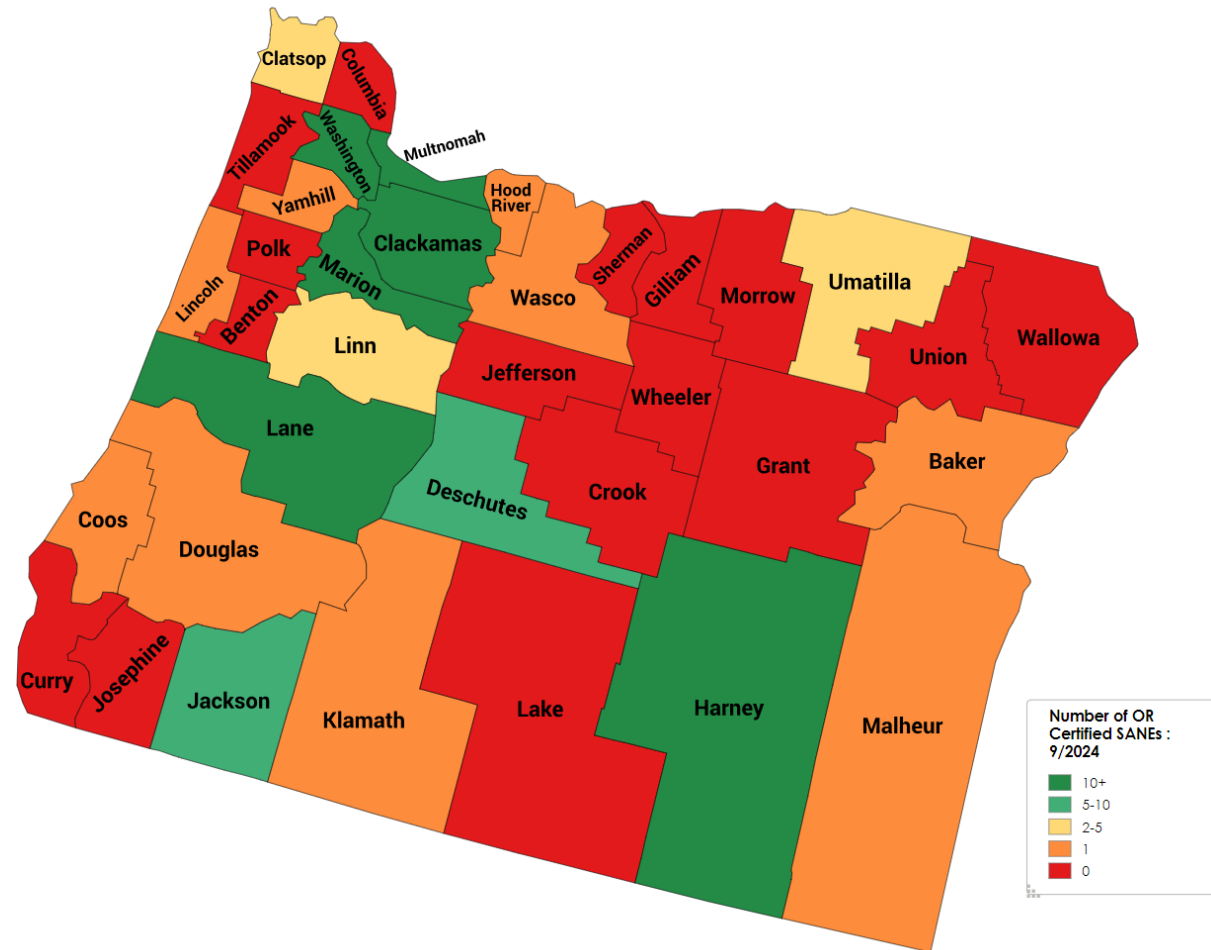 Clatsop
Columbia
Tillamook
Washington
Multnomah
Yamhill
Hood
River
Clackamas
Polk
Marion
Sherman
Gilliam
Morrow
Umatilla
Wallowa
Lincoln
Benton
Wasco
Linn
Union
Jefferson
Wheeler
Lane
Grant
Baker
Deschutes
Crook
Coos
Douglas
Curry
Josephine
Jackson
Klamath
Lake
Harney
Malheur
Number of OR
Certified SANEs :
9/2024
10+
5-10
2-5
1
0